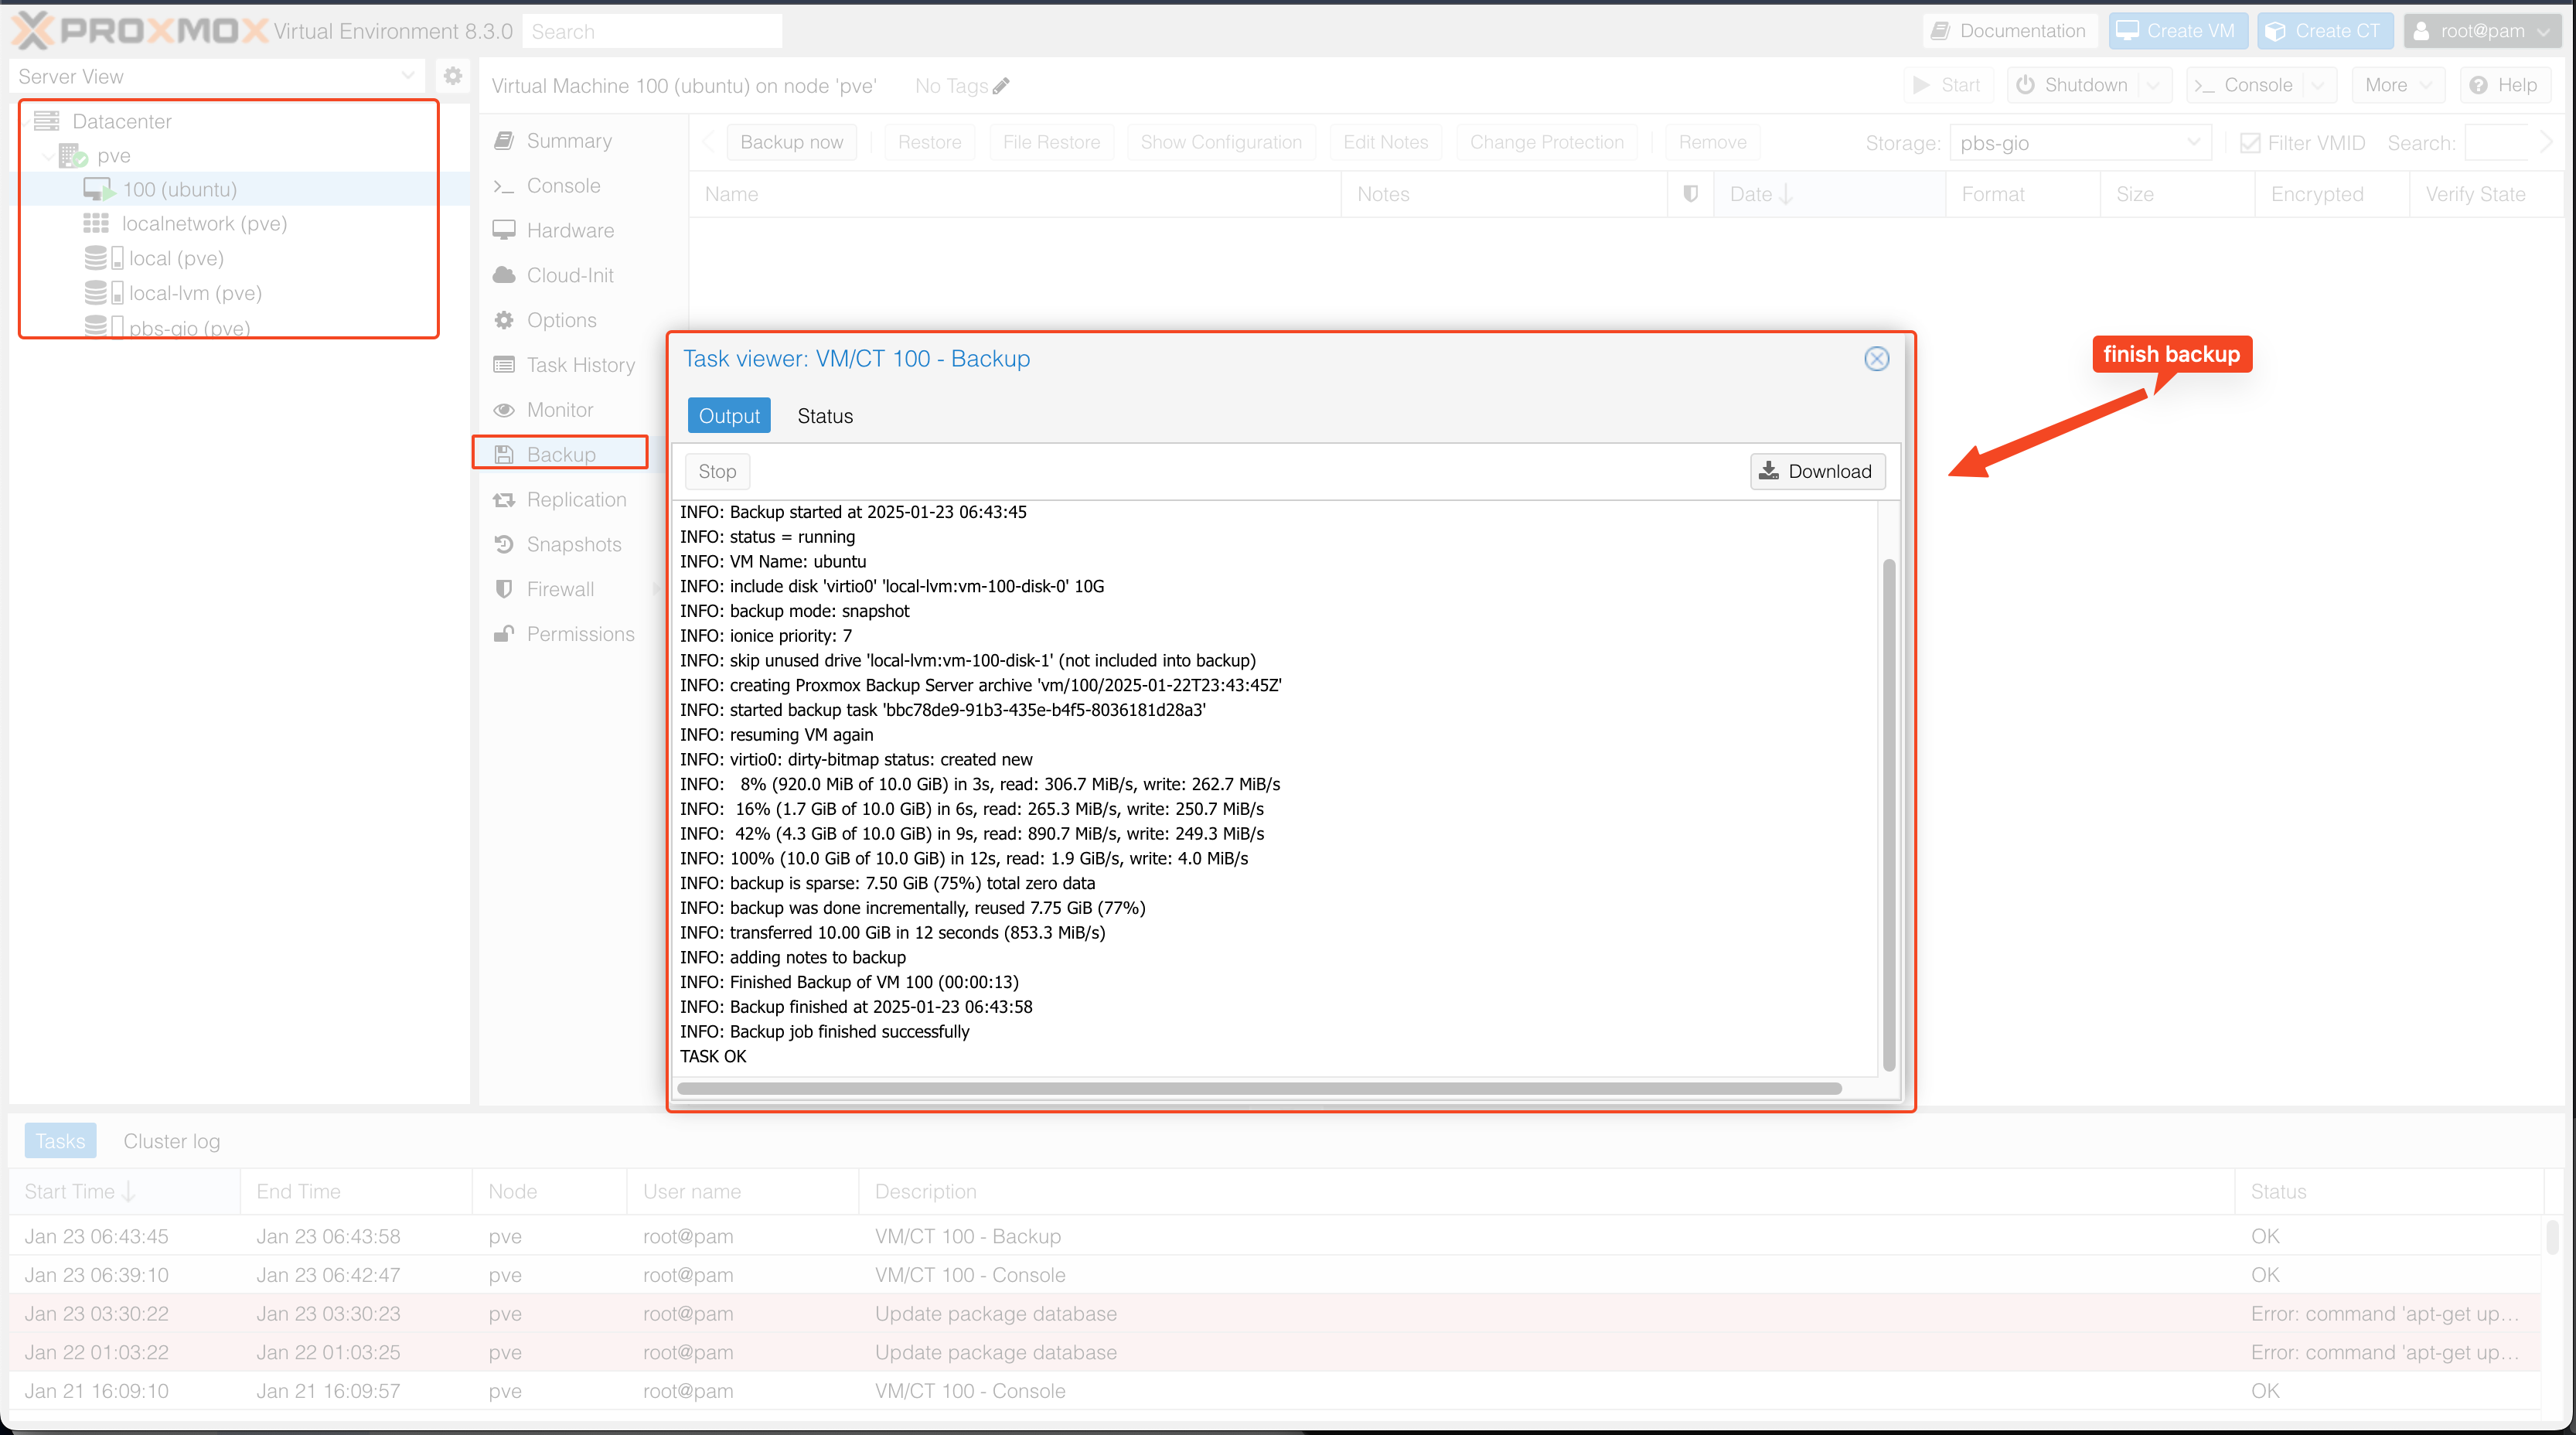 PROXMOX Virtual Environment 8.3.0 Search Documentation Create VM Create CT root@pam
Server View
Datacenter
pve
100 (ubuntu)
localnetwork (pve)
local (pve)
local-lvm (pve)
pbs-gio (pve)
Virtual Machine 100 (ubuntu) on node 'pve' No Tags Start Shutdown Console More Help
Summary
Console
Hardware
Cloud-Init
Options
Task History
Monitor
Backup
Replication
Snapshots
Firewall
Permissions
Backup now Restore File Restore Show Configuration Edit Notes Change Protection Remove Storage: pbs-gio Filter VMID Search:
Name Notes Date Format Size Encrypted Verify State
finish backup
Task viewer: VM/CT 100 - Backup
Output Status
Stop Download
INFO: Backup started at 2025-01-23 06:43:45
INFO: status = running
INFO: VM Name: ubuntu
INFO: include disk 'virtio0' 'local-lvm:vm-100-disk-0' 10G
INFO: backup mode: snapshot
INFO: ionice priority: 7
INFO: skip unused drive 'local-lvm:vm-100-disk-1' (not included into backup)
INFO: creating Proxmox Backup Server archive 'vm/100/2025-01-22T23:43:45Z'
INFO: started backup task 'bbc78de9-91b3-435e-b4f5-8036181d28a3'
INFO: resuming VM again
INFO: virtio0: dirty-bitmap status: created new
INFO: 8% (920.0 MiB of 10.0 GiB) in 3s, read: 306.7 MiB/s, write: 262.7 MiB/s
INFO: 16% (1.7 GiB of 10.0 GiB) in 6s, read: 265.3 MiB/s, write: 250.7 MiB/s
INFO: 42% (4.3 GiB of 10.0 GiB) in 9s, read: 890.7 MiB/s, write: 249.3 MiB/s
INFO: 100% (10.0 GiB of 10.0 GiB) in 12s, read: 1.9 GiB/s, write: 4.0 MiB/s
INFO: backup is sparse: 7.50 GiB (75%) total zero data
INFO: backup was done incrementally, reused 7.75 GiB (77%)
INFO: transferred 10.00 GiB in 12 seconds (853.3 MiB/s)
INFO: adding notes to backup
INFO: Finished Backup of VM 100 (00:00:13)
INFO: Backup finished at 2025-01-23 06:43:58
INFO: Backup job finished successfully
TASK OK
Tasks Cluster log
Start Time End Time Node User name Description Status
Jan 23 06:43:45 Jan 23 06:43:58 pve root@pam VM/CT 100 - Backup OK
Jan 23 06:39:10 Jan 23 06:42:47 pve root@pam VM/CT 100 - Console OK
Jan 23 03:30:22 Jan 23 03:30:23 pve root@pam Update package database Error: command 'apt-get up...
Jan 22 01:03:22 Jan 22 01:03:25 pve root@pam Update package database Error: command 'apt-get up...
Jan 21 16:09:10 Jan 21 16:09:57 pve root@pam VM/CT 100 - Console OK